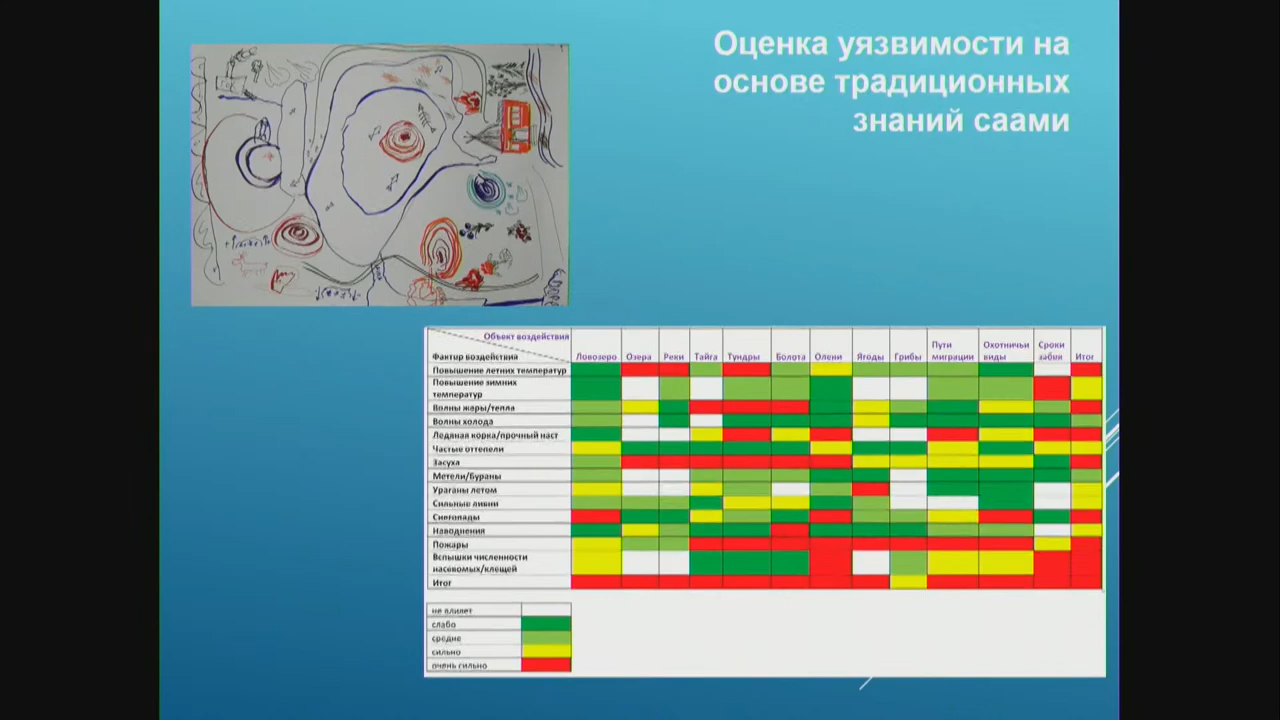 Оценка уязвимости на
основе традиционных
знаний саами
Объект воздействия
Фактор воздействия Ловозеро Озера Реки Тайга Тундры Болота Олени Ягоды Грибы Пути миграции Охотничьи виды Сроки забоя Итог
Повышение летних температур
Повышение зимних
температур
Волны жары/тепла
Волны холода
Ледяная корка/прочный наст
Частые оттепели
Засуха
Метели/Бураны
Ураганы летом
Сильные ливни
Снегопады
Наводнения
Пожары
Вспышки численности
насекомых/клещей
Итог
не влияет
слабо
средне
сильно
очень сильно